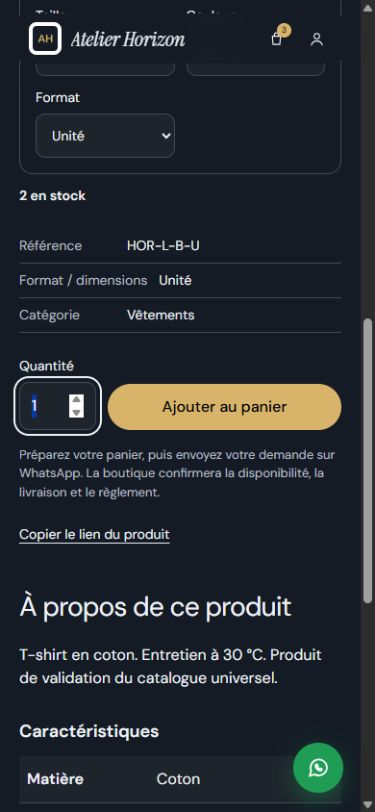 AH Atelier Horizon 3
Format
Unité
2 en stock
Référence HOR-L-B-U
Format / dimensions Unité
Catégorie Vêtements
Quantité
1 Ajouter au panier
Préparez votre panier, puis envoyez votre demande sur
WhatsApp. La boutique confirmera la disponibilité, la
livraison et le règlement.
Copier le lien du produit
À propos de ce produit
T-shirt en coton. Entretien à 30 °C. Produit
de validation du catalogue universel.
Caractéristiques
Matière Coton